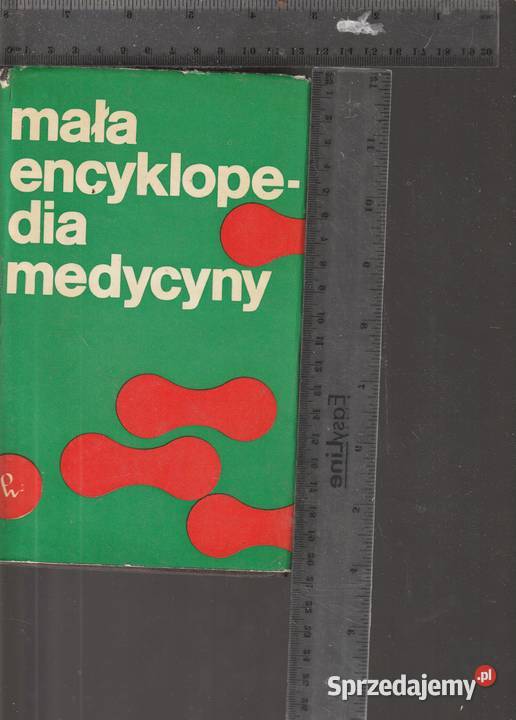 mała
encyklope-
dia
medycyny
EasyLine
Sprzedajemy.pl